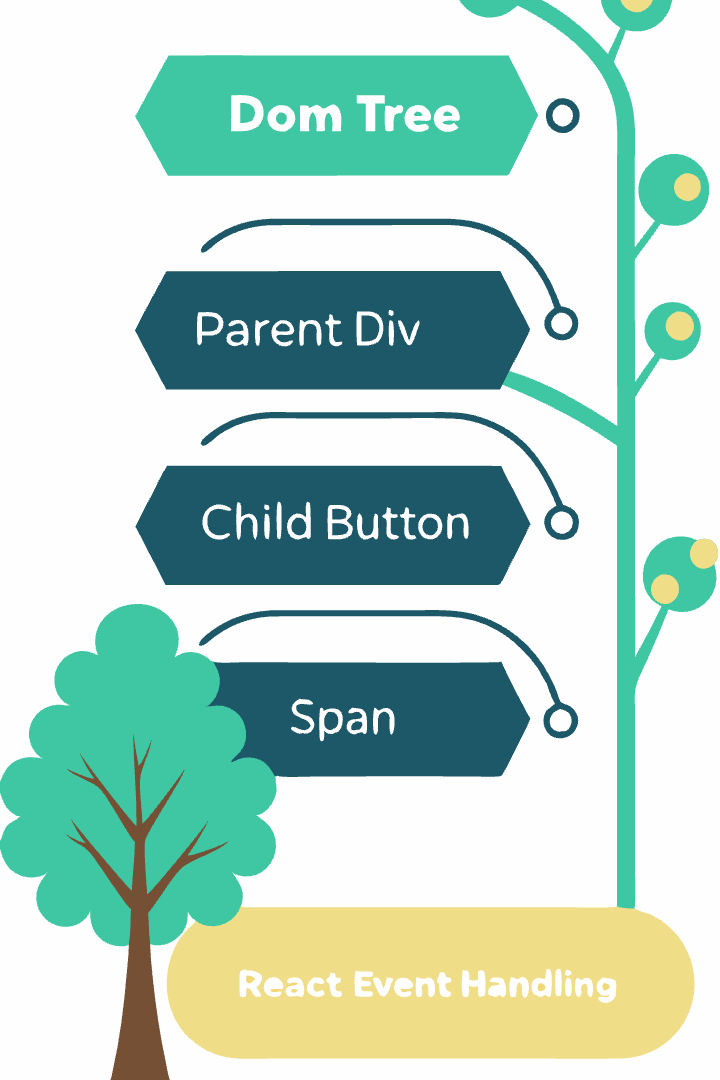 Dom Tree
Parent Div
Child Button
Span
React Event Handling